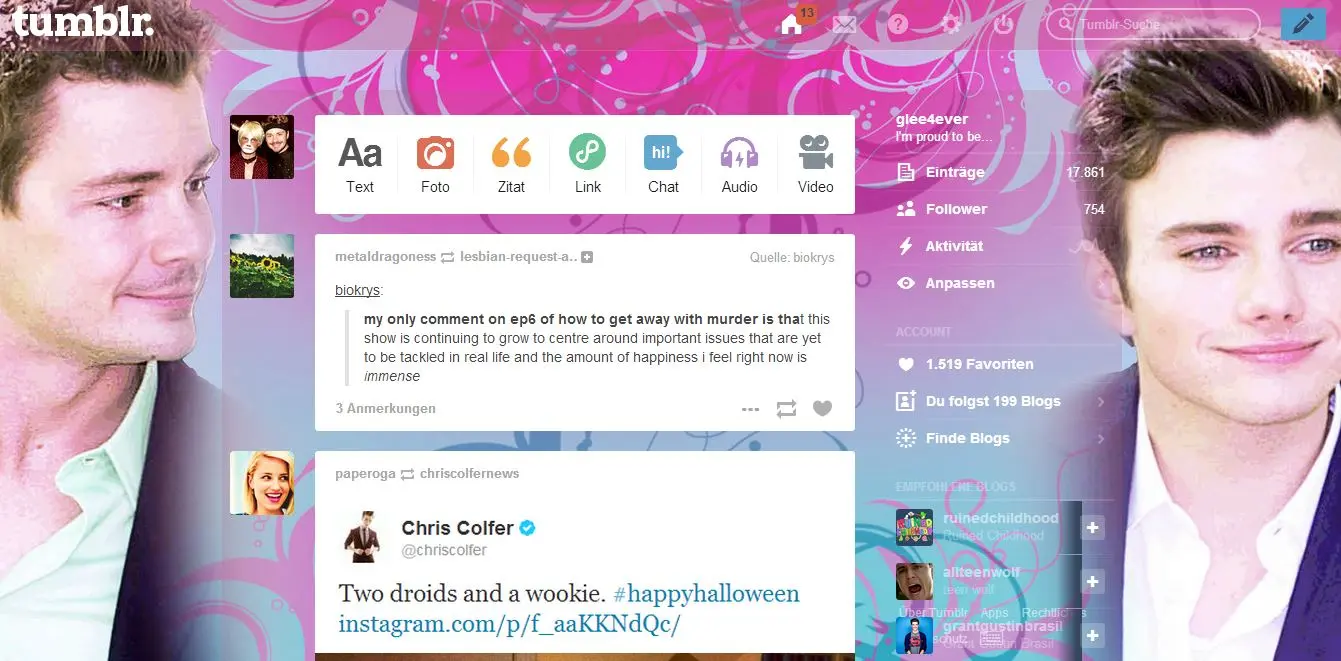 tumblr.
13
Tumblr-Suche
Aa
hi!
Text Foto Zitat Link Chat Audio Video
metaldragoness lesbian-request-a..
Quelle: biokrys
biokrys:
my only comment on ep6 of how to get away with murder is that this
show is continuing to grow to centre around important issues that are yet
to be tackled in real life and the amount of happiness i feel right now is
immense
3 Anmerkungen
paperoga chriscolfernews
Chris Colfer
@chriscolfer
Two droids and a wookie. #happyhalloween
instagram.com/p/f_aaKKNdQc/
glee4ever
I'm proud to be...
Einträge 17.861
Follower 754
Aktivität
Anpassen
ACCOUNT
1.519 Favoriten
Du folgst 199 Blogs
Finde Blogs
EMPFOHLENE BLOGS
ruinedchildhood
Ruined Childhood
allteenwolf
teen wolf
Über Tumblr Apps
grantgustinbrasil
Grant Gustin Brasil